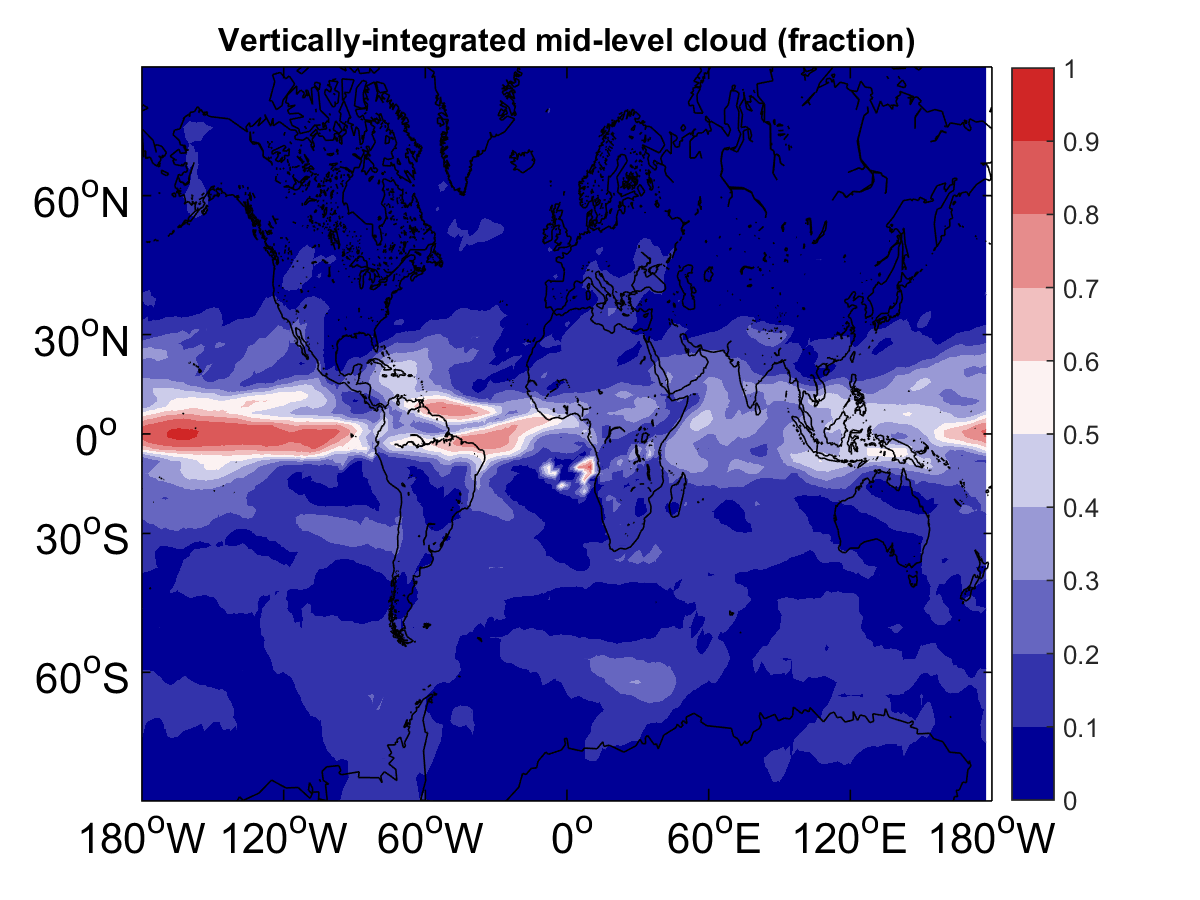 Vertically-integrated mid-level cloud (fraction)
60°N
30°N
0°
30°S
60°S
180°W 120°W 60°W 0° 60°E 120°E 180°W
1
0.9
0.8
0.7
0.6
0.5
0.4
0.3
0.2
0.1
0